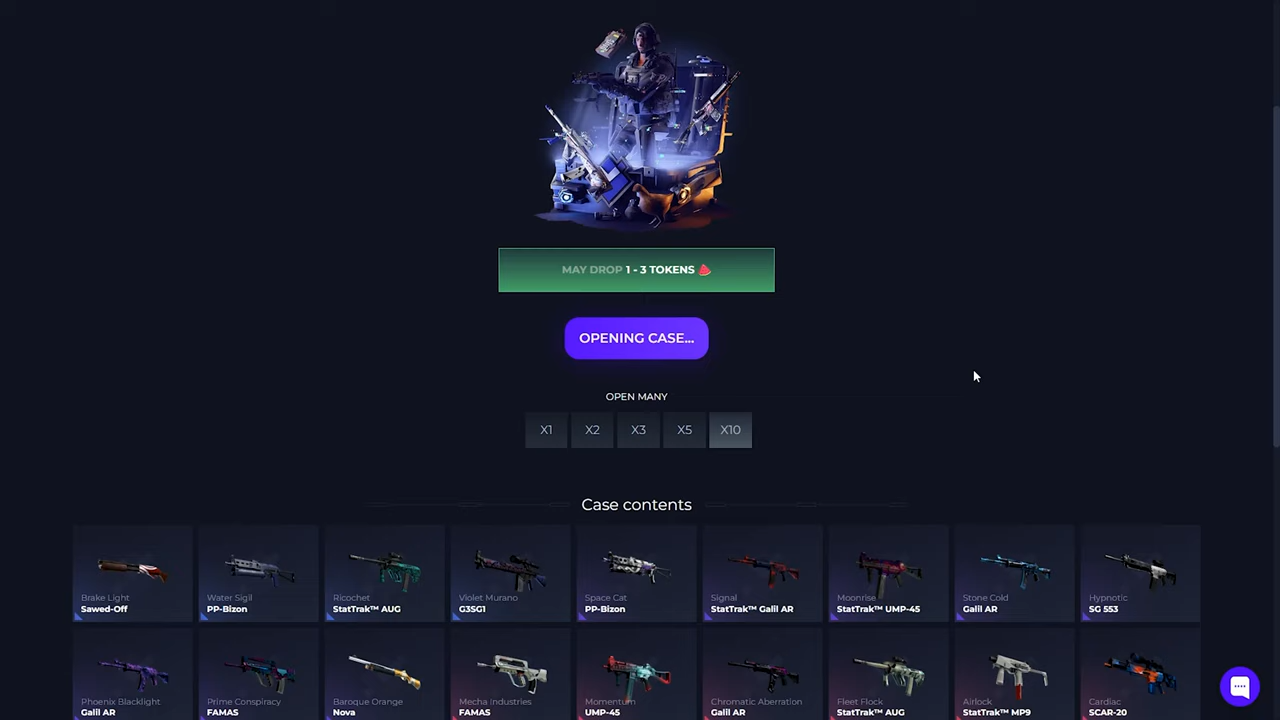 MAY DROP 1 - 3 TOKENS
OPENING CASE...
OPEN MANY
X1 X2 X3 X5 X10
Case contents
Brake Light
Sawed-Off
Water Sigil
PP-Bizon
Ricochet
StatTrak™ AUG
Violet Murano
G3SG1
Space Cat
PP-Bizon
Signal
StatTrak™ Galil AR
Moonrise
StatTrak™ UMP-45
Stone Cold
Galil AR
Hypnotic
SG 553
Phoenix Blacklight
Galil AR
Prime Conspiracy
FAMAS
Baroque Orange
Nova
Mecha Industries
FAMAS
Momentum
UMP-45
Chromatic Aberration
Galil AR
Fleet Flock
StatTrak™ AUG
Airlock
StatTrak™ MP9
Cardiac
SCAR-20